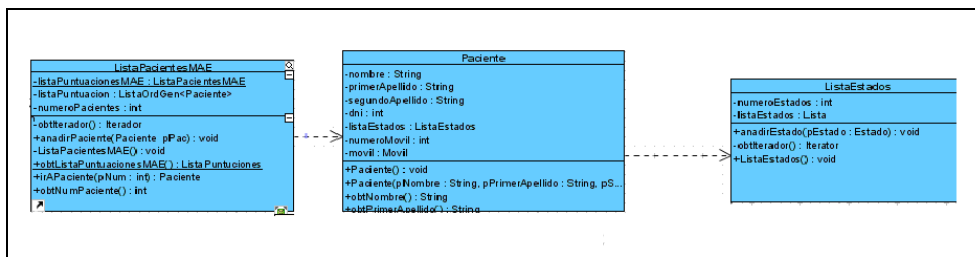 ListaPacientesMAE
-listaPuntuacionesMAE : ListaPacientesMAE
-listaPuntuacion : ListaOrdGen<Paciente>
-numeroPacientes : int
-obtIterador() : Iterador
+anadirPaciente(Paciente pPac) : void
-ListaPacientesMAE() : void
+obtListaPuntuacionesMAE() : ListaPuntuciones
+irAPaciente(pNum : int) : Paciente
+obtNumPaciente() : int
Paciente
-nombre : String
-primerApellido : String
-segundoApellido : String
-dni : int
-listaEstados : ListaEstados
-numeroMovil : int
-movil : Movil
+Paciente() : void
+Paciente(pNombre : String, pPrimerApellido : String, pS...
+obtNombre() : String
+obtPrimerApellido() : String
ListaEstados
-numeroEstados : int
-listaEstados : Lista
+anadirEstado(pEstado : Estado) : void
-obtIterador() : Iterator
+ListaEstados() : void